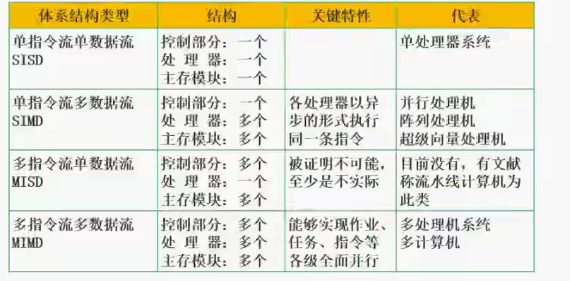 体系结构类型 结构 关键特性 代表
单指令流单数据流
SISD
控制部分：一个
处 理 器：一个
主存模块：一个
单处理器系统
单指令流多数据流
SIMD
控制部分：一个
处 理 器：多个
主存模块：多个
各处理器以异
步的形式执行
同一条指令
并行处理机
阵列处理机
超级向量处理机
多指令流单数据流
MISD
控制部分：多个
处 理 器：一个
主存模块：多个
被证明不可能，
至少是不实际
目前没有，有文献
称流水线计算机为
此类
多指令流多数据流
MIMD
控制部分：多个
处 理 器：多个
主存模块：多个
能够实现作业、
任务、指令等
各级全面并行
多处理机系统
多计算机